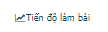 Tiến độ làm bài